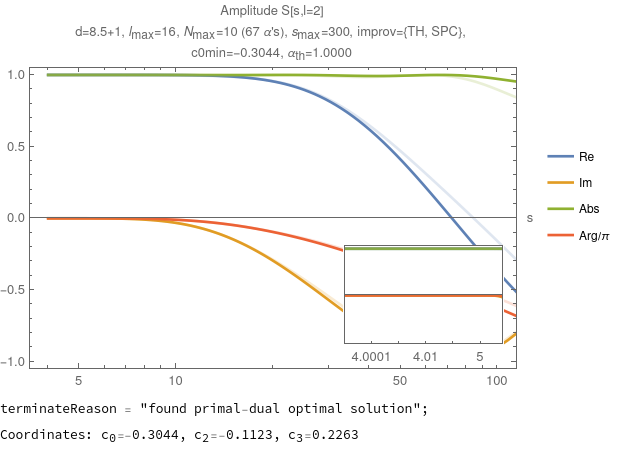 Amplitude S[s,l=2]
d=8.5+1, lmax=16, Nmax=10 (67 α's), smax=300, improv={TH, SPC},
c0min=−0.3044, αth=1.0000
1.0
0.5
0.0
−0.5
−1.0
s
Re
Im
Abs
Arg/π
4.0001 4.01 5
5 10 50 100
terminateReason = "found primal-dual optimal solution";
Coordinates: c0=-0.3044, c2=-0.1123, c3=0.2263